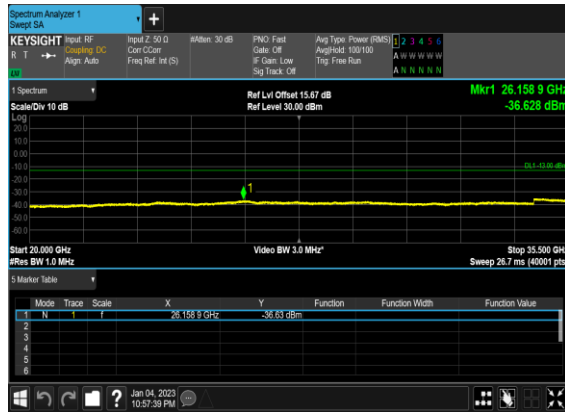 Spectrum Analyzer 1
Swept SA
+
KEYSIGHT Input: RF Input Z: 50 Ω #Atten: 30 dB PNO: Fast Avg Type: Power (RMS) 1 2 3 4 5 6
R T Coupling: DC Corr CCorr Gate: Off Avg|Hold: 100/100 A W W W W W
Align: Auto Freq Ref: Int (S) IF Gain: Low Trig: Free Run
Sig Track: Off A N N N N N
LU
1 Spectrum Ref Lvl Offset 15.67 dB Mkr1 26.158 9 GHz
Scale/Div 10 dB Ref Level 30.00 dBm -36.628 dBm
Log
20.0
10.0
0.00
-10.0 DL1 -13.00 dBm
-20.0
-30.0 1
-40.0
-50.0
-60.0
Start 20.000 GHz Video BW 3.0 MHz* Stop 35.500 GHz
#Res BW 1.0 MHz Sweep 26.7 ms (40001 pts)
5 Marker Table
Mode Trace Scale X Y Function Function Width Function Value
1 N 1 f 26.158 9 GHz -36.63 dBm
2
3
4
5
6
? Jan 04, 2023
10:57:39 PM